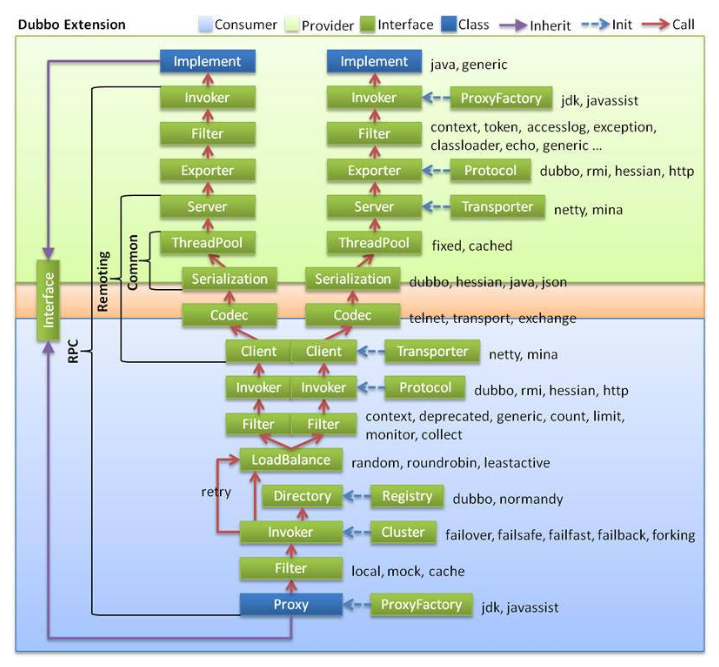 Dubbo Extension
Consumer Provider Interface Class Inherit Init Call
Implement Implement java, generic
Invoker Invoker ProxyFactory jdk, javassist
Filter Filter context, token, accesslog, exception,
classloader, echo, generic ...
Exporter Exporter Protocol dubbo, rmi, hessian, http
Server Server Transporter netty, mina
ThreadPool ThreadPool fixed, cached
Serialization Serialization dubbo, hessian, java, json
Codec Codec telnet, transport, exchange
Interface
RPC
Remoting
Common
Client Client Transporter netty, mina
Invoker Invoker Protocol dubbo, rmi, hessian, http
Filter Filter context, deprecated, generic, count, limit,
monitor, collect
LoadBalance random, roundrobin, leastactive
retry
Directory Registry dubbo, normandy
Invoker Cluster failover, failsafe, failfast, failback, forking
Filter local, mock, cache
Proxy ProxyFactory jdk, javassist